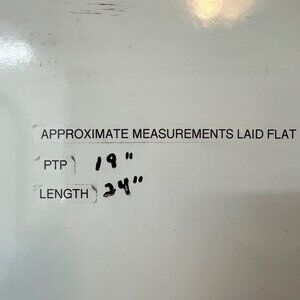 APPROXIMATE MEASUREMENTS LAID FLAT
PTP 19"
LENGTH 24"